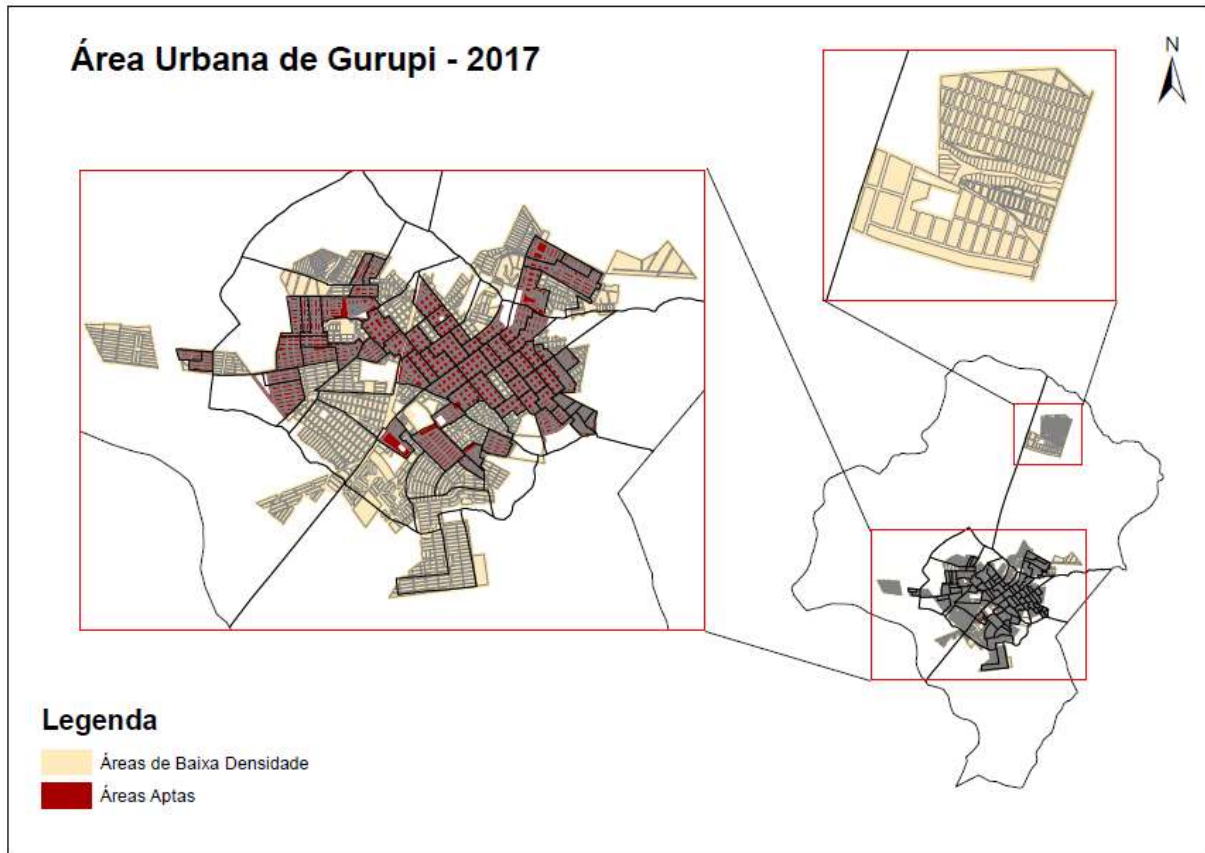 Área Urbana de Gurupi - 2017
N
Legenda
Áreas de Baixa Densidade
Áreas Aptas